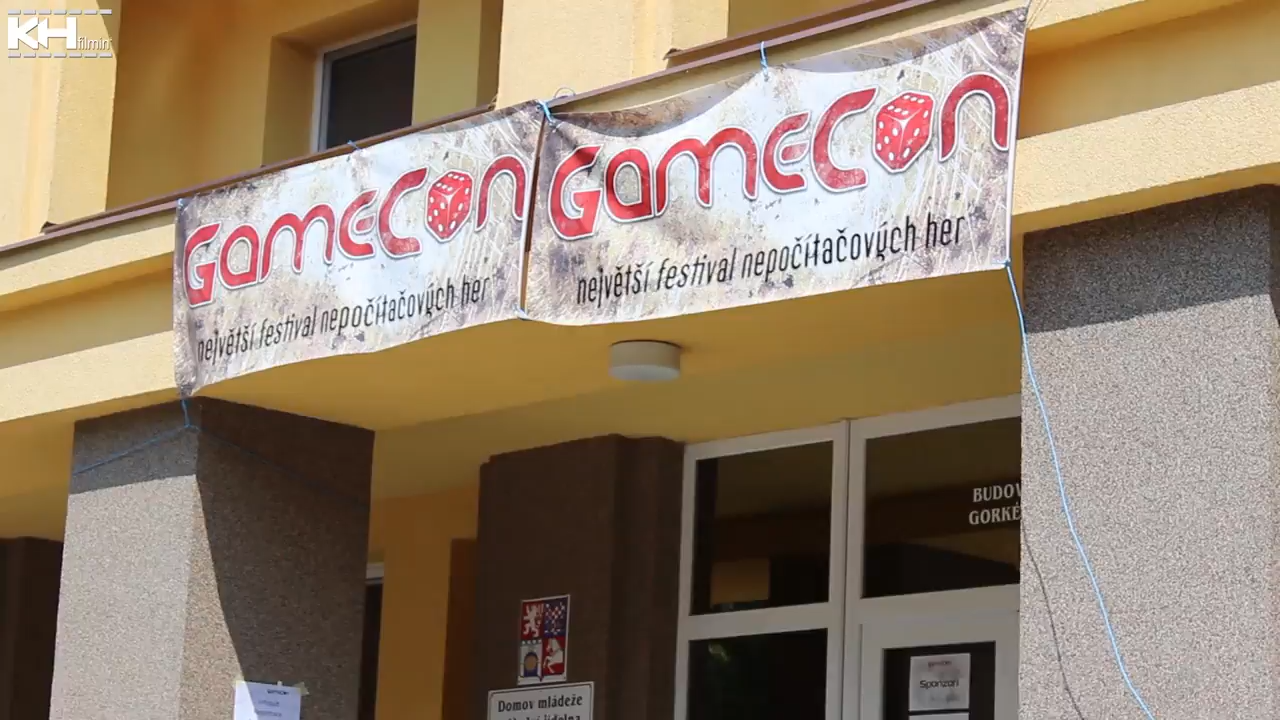 KH
filmin'
GameCon
největší festival nepočítačových her
GameCon
největší festival nepočítačových her
BUDOV
GORKÉ
Sponzoři
Domov mládeže